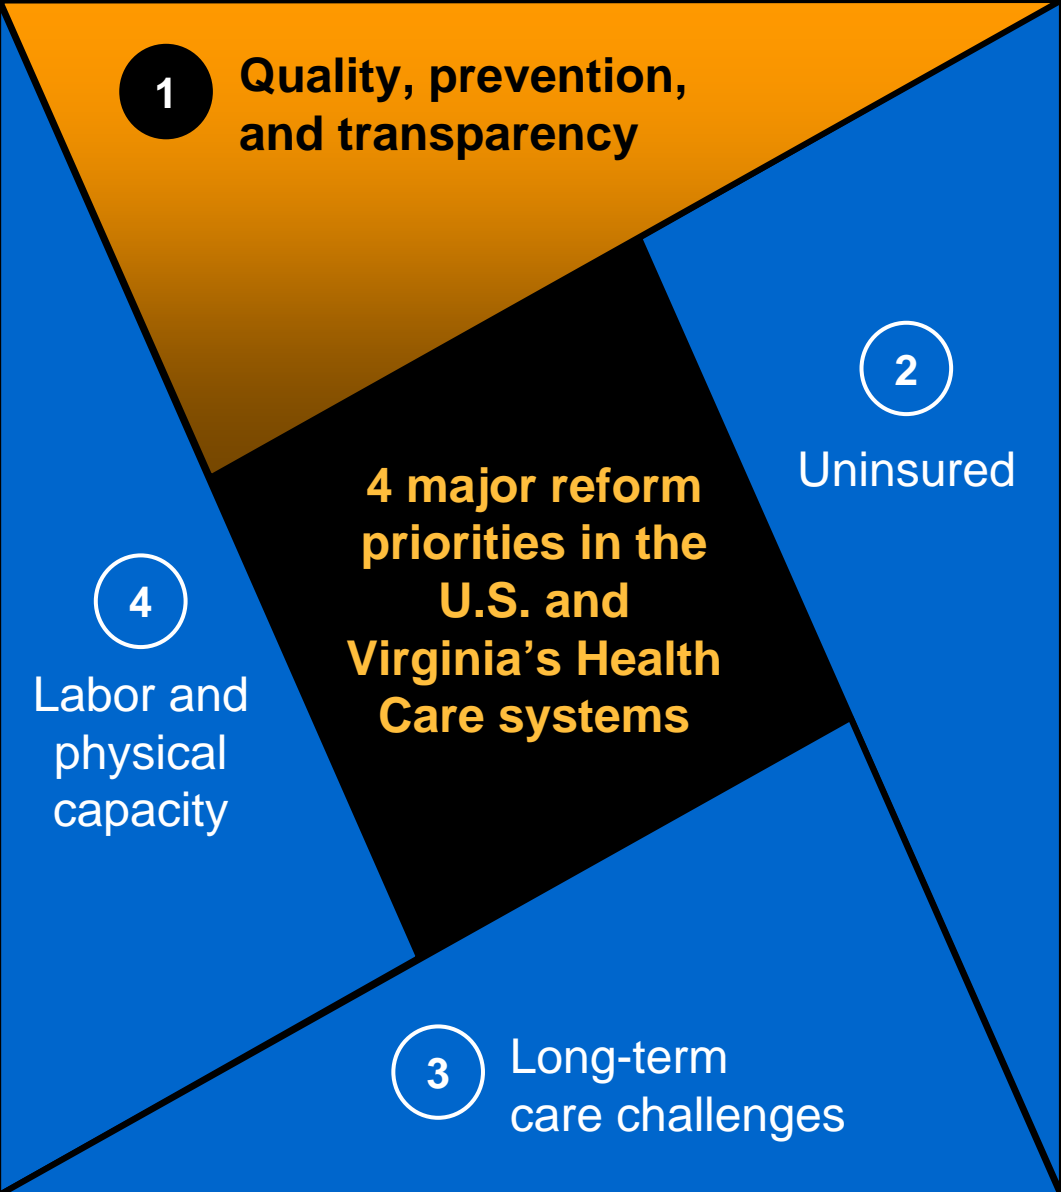 1
Quality, prevention,
and transparency
2
Uninsured
4 major reform
priorities in the
U.S. and
Virginia’s Health
Care systems
4
Labor and
physical
capacity
3
Long-term
care challenges